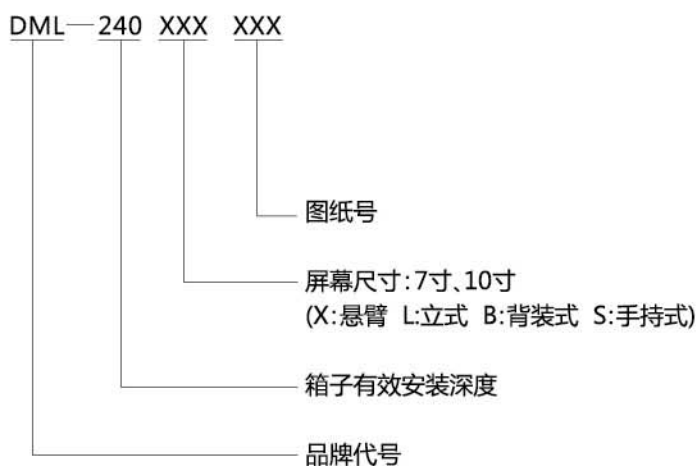 DML—240 XXX XXX
图纸号
屏幕尺寸:7寸、10寸
(X:悬臂 L:立式 B:背装式 S:手持式)
箱子有效安装深度
品牌代号